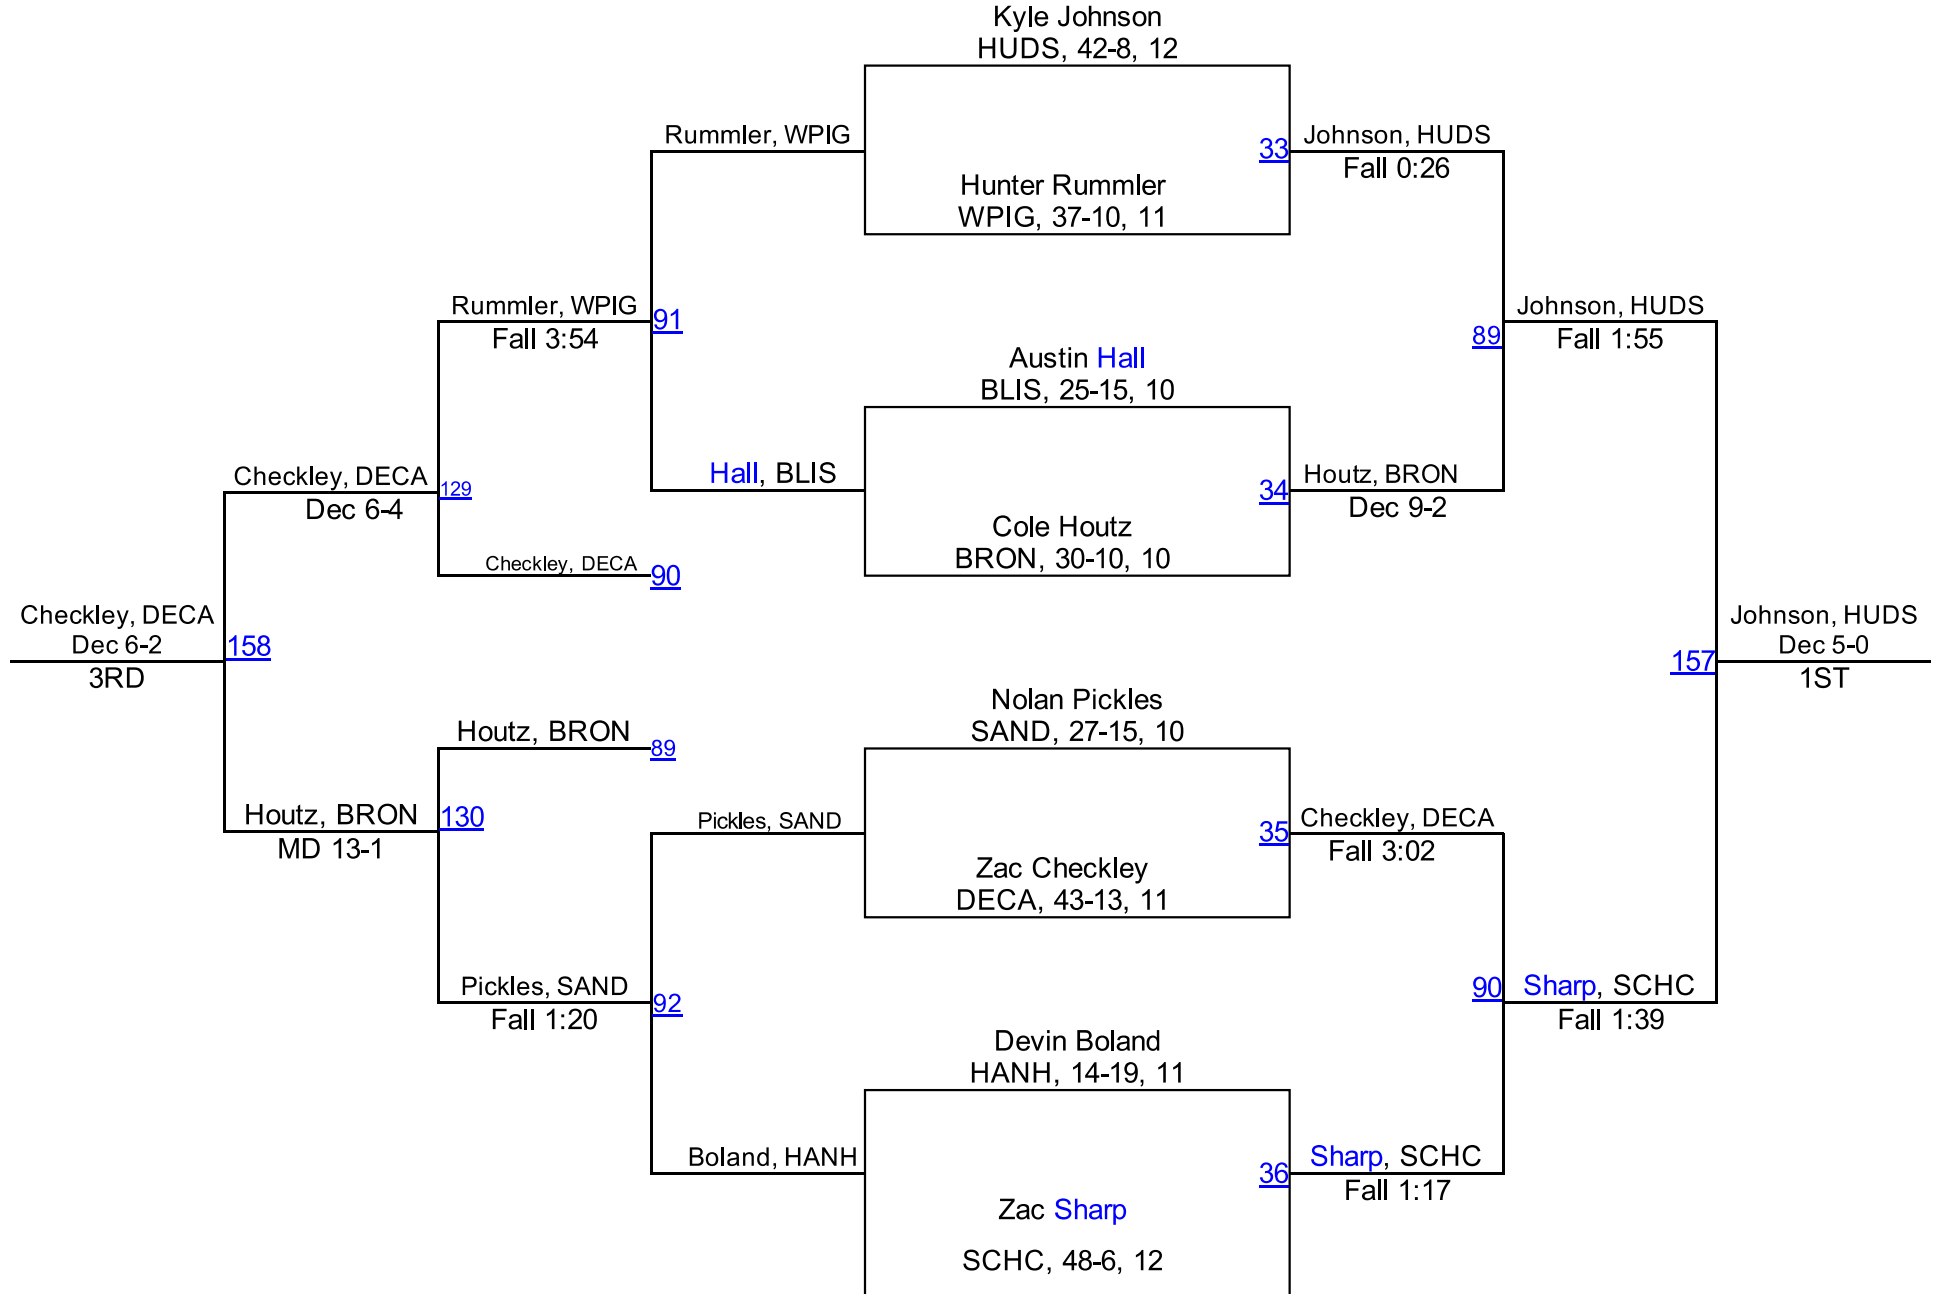 Kyle Johnson
HUDS, 42-8, 12
Rummler, WPIG
33
Johnson, HUDS
Fall 0:26
Hunter Rummler
WPIG, 37-10, 11
Rummler, WPIG
Fall 3:54
91
Johnson, HUDS
Fall 1:55
89
Austin Hall
BLIS, 25-15, 10
Checkley, DECA
Dec 6-4
129
Hall, BLIS
34
Houtz, BRON
Dec 9-2
Cole Houtz
BRON, 30-10, 10
Checkley, DECA
90
Checkley, DECA
Dec 6-2
3RD
158
157
Johnson, HUDS
Dec 5-0
1ST
Nolan Pickles
SAND, 27-15, 10
Houtz, BRON
89
Houtz, BRON
MD 13-1
130
Pickles, SAND
35
Checkley, DECA
Fall 3:02
Zac Checkley
DECA, 43-13, 11
Pickles, SAND
Fall 1:20
92
90
Sharp, SCHC
Fall 1:39
Devin Boland
HANH, 14-19, 11
Boland, HANH
36
Sharp, SCHC
Fall 1:17
Zac Sharp
SCHC, 48-6, 12